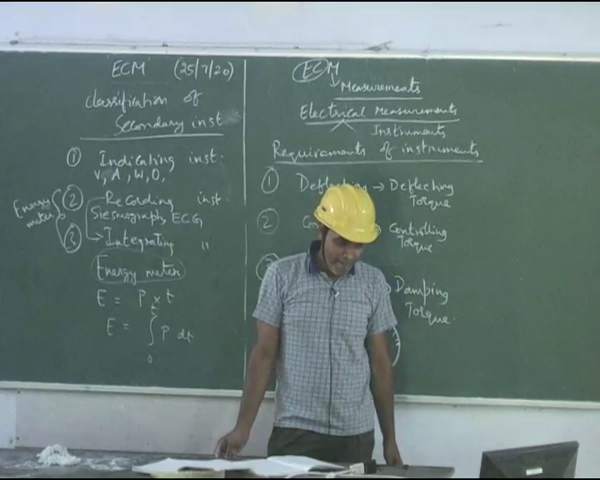 ECM (25/7/20)
Classification of
Secondary inst
① Indicating inst.
V, A, W, Ω,
② Recording inst.
Siesmograph, ECG,
③ Integrating "
Energy meter
Energy meter
E = P × t
E = ∫₀ᵗ P dt.
ECM
Measurements
Electrical Measurements
Instruments
Requirements of instruments
① → Deflecting
Torque
② Controlling
Torque
Damping
Torque.